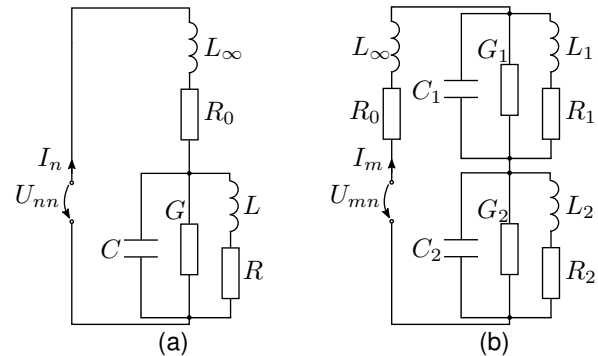 L∞
R₀
Iₙ
Uₙₙ
C
G
L
R
(a)
L∞
R₀
Iₘ
Uₘₙ
C₁
G₁
L₁
R₁
C₂
G₂
L₂
R₂
(b)